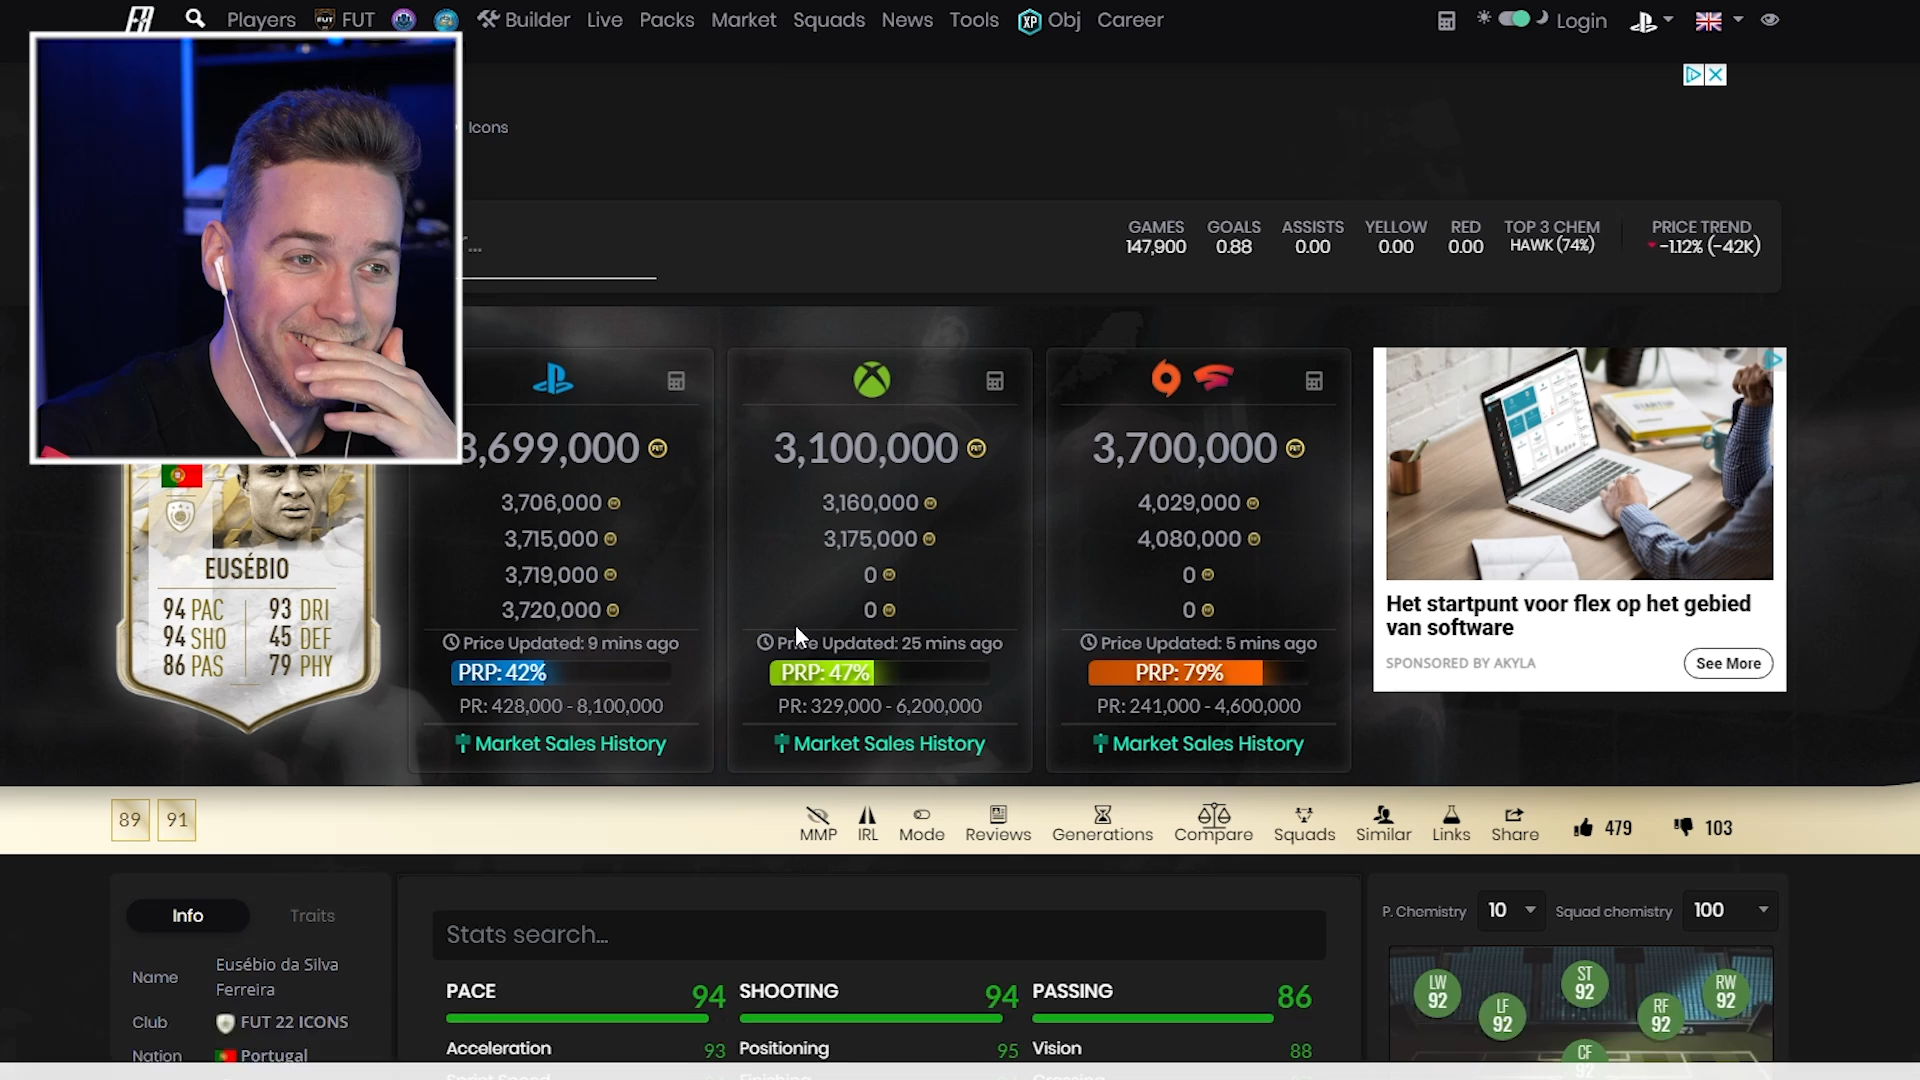 Players FUT Builder Live Packs Market Squads News Tools XP Obj Career Login
Icons
GAMES GOALS ASSISTS YELLOW RED TOP 3 CHEM PRICE TREND
147,900 0.88 0.00 0.00 0.00 HAWK (74%) -1.12% (-42K)
3,699,000 3,100,000 3,700,000
3,706,000 3,160,000 4,029,000
3,715,000 3,175,000 4,080,000
3,719,000 0 0
3,720,000 0 0
Price Updated: 9 mins ago Price Updated: 25 mins ago Price Updated: 5 mins ago
PRP: 42% PRP: 47% PRP: 79%
PR: 428,000 - 8,100,000 PR: 329,000 - 6,200,000 PR: 241,000 - 4,600,000
Market Sales History Market Sales History Market Sales History
EUSÉBIO
94 PAC 93 DRI
94 SHO 45 DEF
86 PAS 79 PHY
Het startpunt voor flex op het gebied
van software
SPONSORED BY AKYLA See More
89 91 MMP IRL Mode Reviews Generations Compare Squads Similar Links Share 479 103
Info Traits
Name Eusébio da Silva
Ferreira
Club FUT 22 ICONS
Nation Portugal
Stats search...
PACE 94 SHOOTING 94 PASSING 86
Acceleration 93 Positioning 95 Vision 88
P. Chemistry 10 Squad chemistry 100
LW
92
ST
92
RW
92
LF
92
RF
92
CF
92